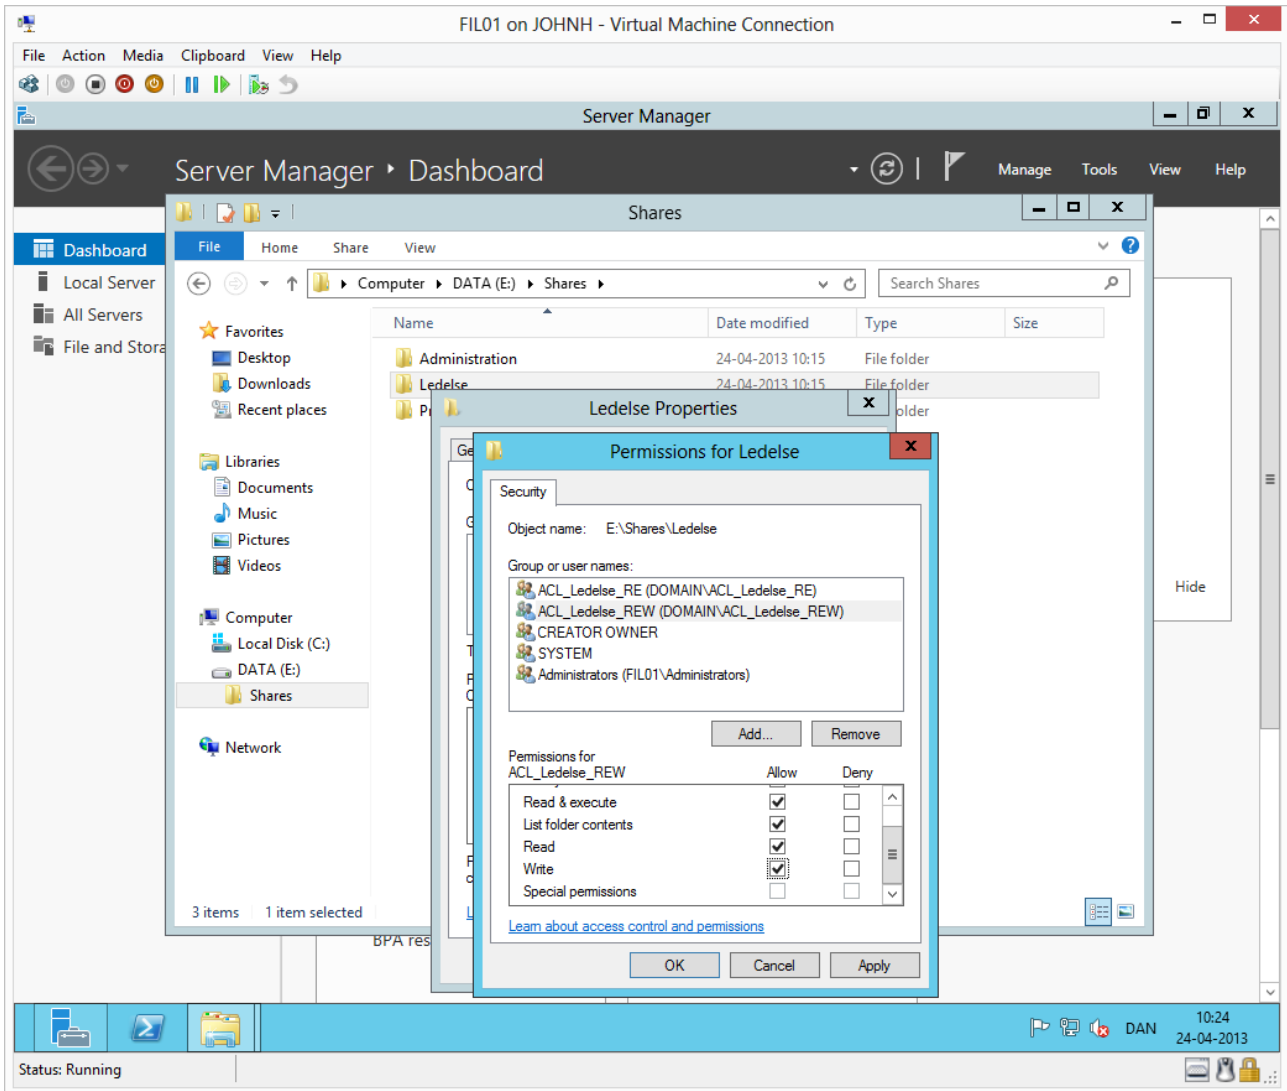 FIL01 on JOHNH - Virtual Machine Connection
File Action Media Clipboard View Help
Server Manager
Server Manager Dashboard
Manage Tools View Help
Shares
File Home Share View
Computer DATA (E:) Shares
Search Shares
Dashboard
Local Server
All Servers
File and Stora
Favorites
Desktop
Downloads
Recent places
Libraries
Documents
Music
Pictures
Videos
Computer
Local Disk (C:)
DATA (E:)
Shares
Network
Name Date modified Type Size
Administration 24-04-2013 10:15 File folder
Ledelse 24-04-2013 10:15 File folder
Ledelse Properties
Permissions for Ledelse
Security
Object name: E:\Shares\Ledelse
Group or user names:
ACL_Ledelse_RE (DOMAIN\ACL_Ledelse_RE)
ACL_Ledelse_REW (DOMAIN\ACL_Ledelse_REW)
CREATOR OWNER
SYSTEM
Administrators (FIL01\Administrators)
Add... Remove
Permissions for
ACL_Ledelse_REW Allow Deny
Read & execute
List folder contents
Read
Write
Special permissions
Learn about access control and permissions
OK Cancel Apply
Hide
3 items 1 item selected
BPA res
DAN
10:24
24-04-2013
Status: Running